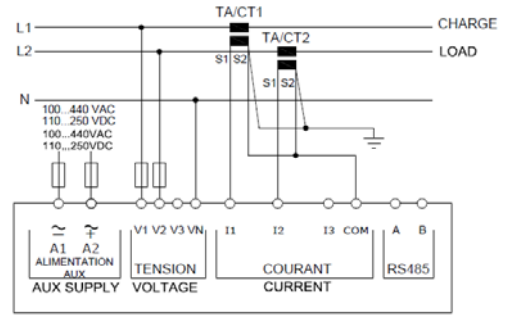 TA/CT1
L1
CHARGE
TA/CT2
L2
LOAD
S1 S2
S1 S2
N
100...440 VAC
110...250 VDC
100...440VAC
110...250VDC
V1 V2 V3 VN I1 I2 I3 COM A B
A1 A2
ALIMENTATION
AUX
TENSION COURANT RS485
AUX SUPPLY VOLTAGE CURRENT